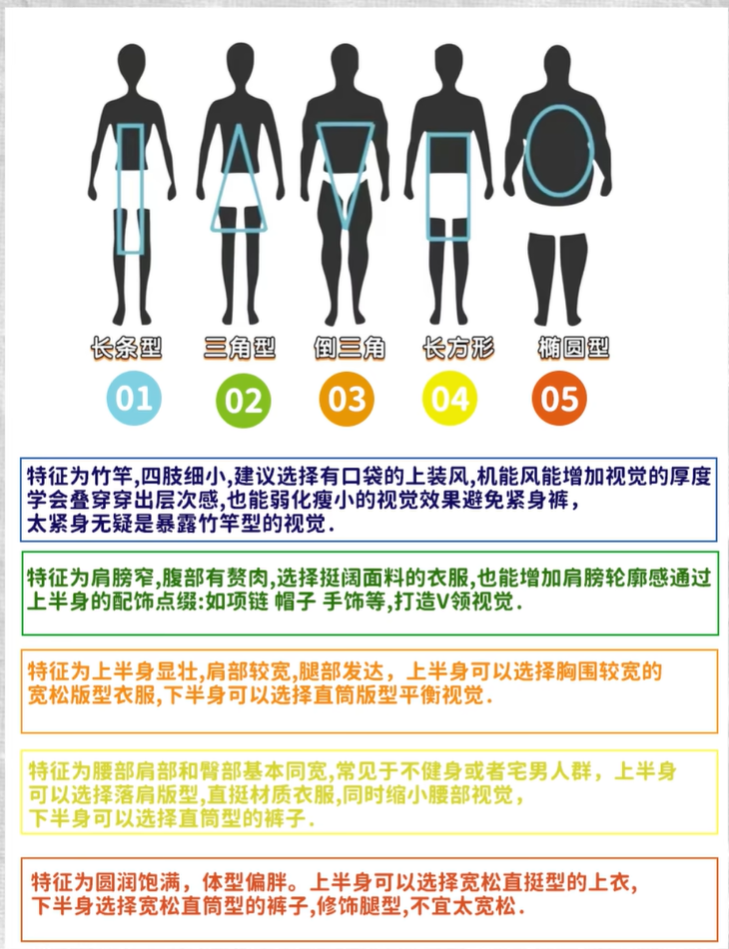 长条型 三角型 倒三角 长方形 椭圆型
01 02 03 04 05
特征为竹竿,四肢细小,建议选择有口袋的上装风,机能风能增加视觉的厚度
学会叠穿穿出层次感,也能弱化瘦小的视觉效果避免紧身裤，
太紧身无疑是暴露竹竿型的视觉.
特征为肩膀窄,腹部有赘肉,选择挺阔面料的衣服,也能增加肩膀轮廓感通过
上半身的配饰点缀:如项链 帽子 手饰等,打造V领视觉.
特征为上半身显壮,肩部较宽,腿部发达，上半身可以选择胸围较宽的
宽松版型衣服,下半身可以选择直筒版型平衡视觉.
特征为腰部肩部和臀部基本同宽,常见于不健身或者宅男人群，上半身
可以选择落肩版型,直挺材质衣服,同时缩小腰部视觉，
下半身可以选择直筒型的裤子.
特征为圆润饱满，体型偏胖。上半身可以选择宽松直挺型的上衣,
下半身选择宽松直筒型的裤子,修饰腿型,不宜太宽松.